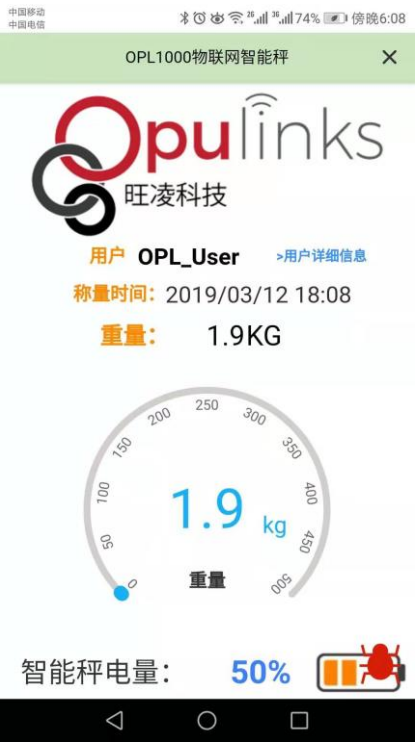 中国移动
中国电信
2G 3G 74% 傍晚6:08
OPL1000物联网智能秤
Opulinks
旺凌科技
用户 OPL_User >用户详细信息
称量时间: 2019/03/12 18:08
重量: 1.9KG
0 50 100 150 200 250 300 350 400 450 500
1.9 kg
重量
智能秤电量: 50%